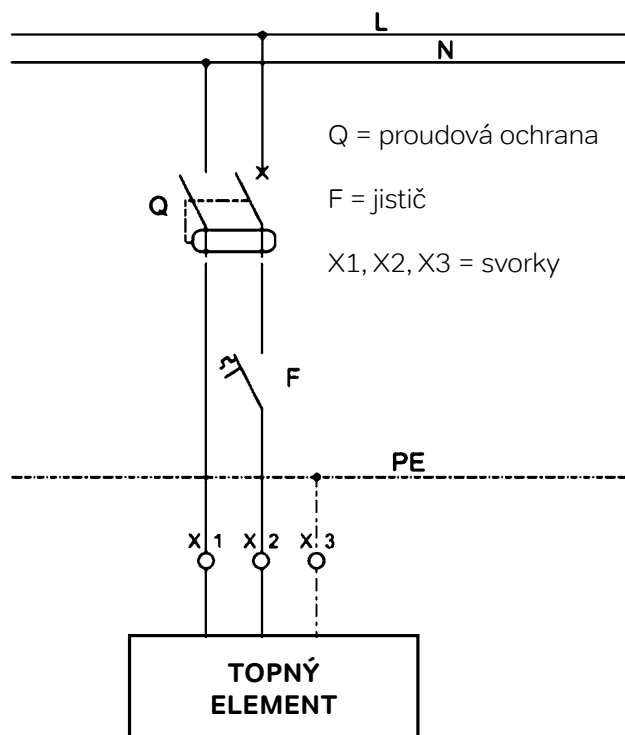 L
N
Q = proudová ochrana
Q
F = jistič
X1, X2, X3 = svorky
F
PE
X 1 X 2 X 3
TOPNÝ
ELEMENT